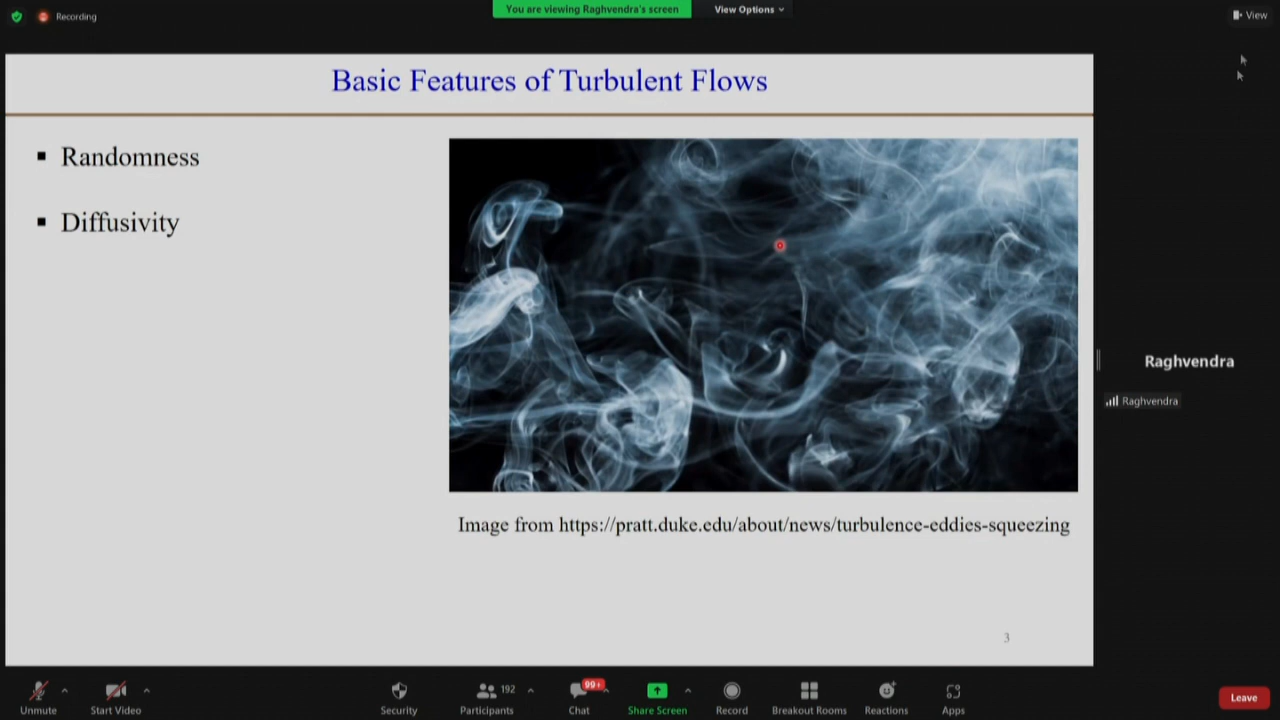 You are viewing Raghvendra's screen
View Options
Recording
View
Basic Features of Turbulent Flows
Randomness
Diffusivity
Image from https://pratt.duke.edu/about/news/turbulence-eddies-squeezing
3
Raghvendra
Raghvendra
Unmute
Start Video
Security
192
Participants
99+
Chat
Share Screen
Record
Breakout Rooms
Reactions
Apps
Leave